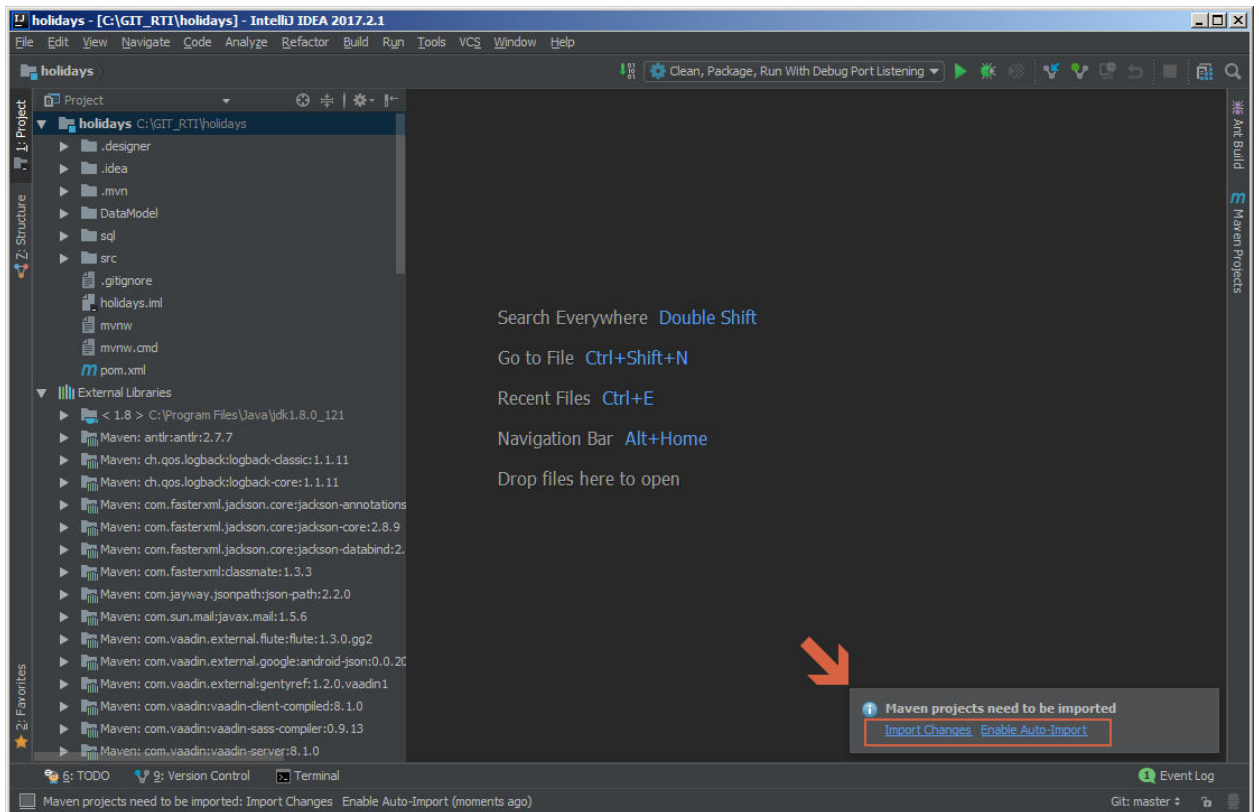 holidays - [C:\GIT_RTI\holidays] - IntelliJ IDEA 2017.2.1
File Edit View Navigate Code Analyze Refactor Build Run Tools VCS Window Help
holidays
Clean, Package, Run With Debug Port Listening
1: Project
Z: Structure
2: Favorites
Project
holidays C:\GIT_RTI\holidays
.designer
.idea
.mvn
DataModel
sql
src
.gitignore
holidays.iml
mvnw
mvnw.cmd
pom.xml
External Libraries
< 1.8 > C:\Program Files\Java\jdk1.8.0_121
Maven: antlr:antlr:2.7.7
Maven: ch.qos.logback:logback-classic:1.1.11
Maven: ch.qos.logback:logback-core:1.1.11
Maven: com.fasterxml.jackson.core:jackson-annotations
Maven: com.fasterxml.jackson.core:jackson-core:2.8.9
Maven: com.fasterxml.jackson.core:jackson-databind:2.
Maven: com.fasterxml:classmate:1.3.3
Maven: com.jayway.jsonpath:json-path:2.2.0
Maven: com.sun.mail:javax.mail:1.5.6
Maven: com.vaadin.external.flute:flute:1.3.0.gg2
Maven: com.vaadin.external.google:android-json:0.0.20
Maven: com.vaadin.external:gentyref:1.2.0.vaadin1
Maven: com.vaadin:vaadin-client-compiled:8.1.0
Maven: com.vaadin:vaadin-sass-compiler:0.9.13
Maven: com.vaadin:vaadin-server:8.1.0
Search Everywhere Double Shift
Go to File Ctrl+Shift+N
Recent Files Ctrl+E
Navigation Bar Alt+Home
Drop files here to open
Maven projects need to be imported
Import Changes Enable Auto-Import
Ant Build
Maven Projects
6: TODO 9: Version Control Terminal 1 Event Log
Maven projects need to be imported: Import Changes Enable Auto-Import (moments ago) Git: master